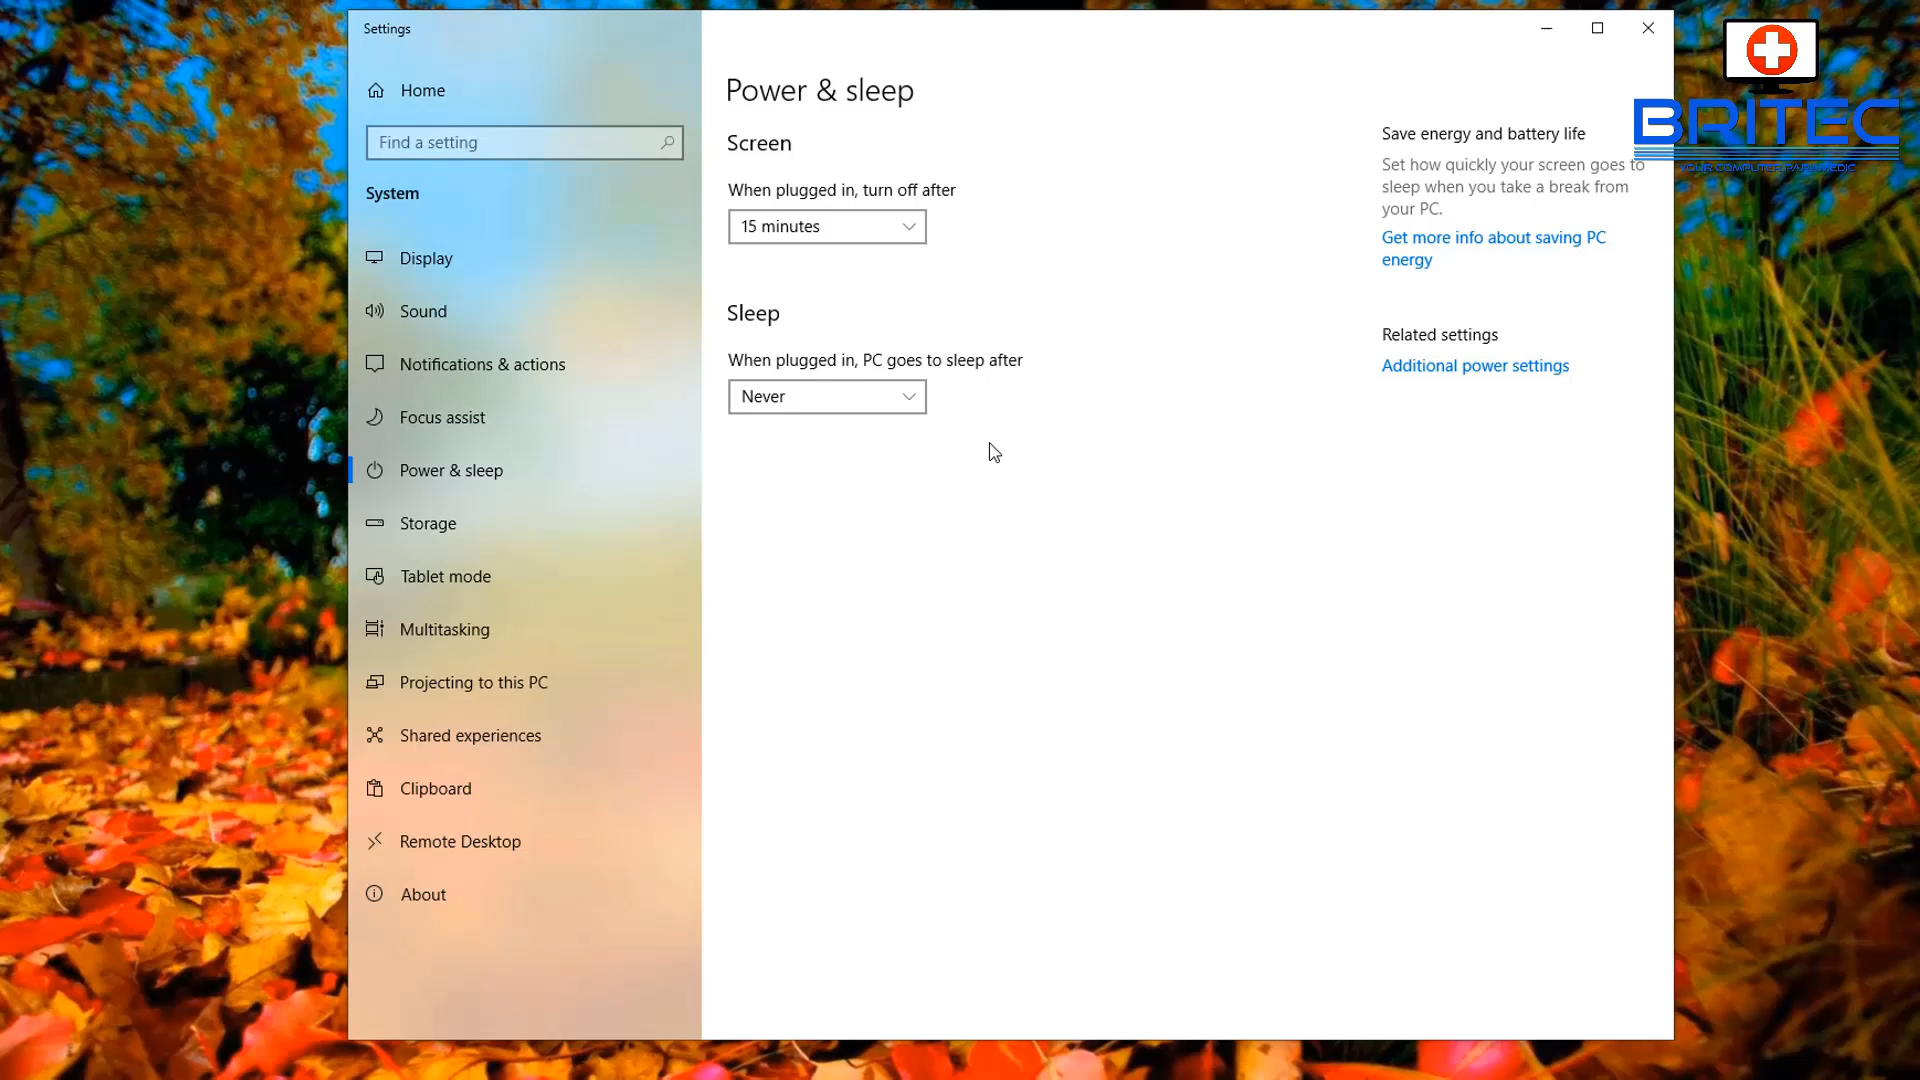 Settings
Home
Find a setting
System
Display
Sound
Notifications & actions
Focus assist
Power & sleep
Storage
Tablet mode
Multitasking
Projecting to this PC
Shared experiences
Clipboard
Remote Desktop
About
Power & sleep
Screen
When plugged in, turn off after
15 minutes
Sleep
When plugged in, PC goes to sleep after
Never
Save energy and battery life
Set how quickly your screen goes to
sleep when you take a break from
your PC.
Get more info about saving PC
energy
Related settings
Additional power settings
BRITEC
YOUR COMPUTER PARAMEDIC